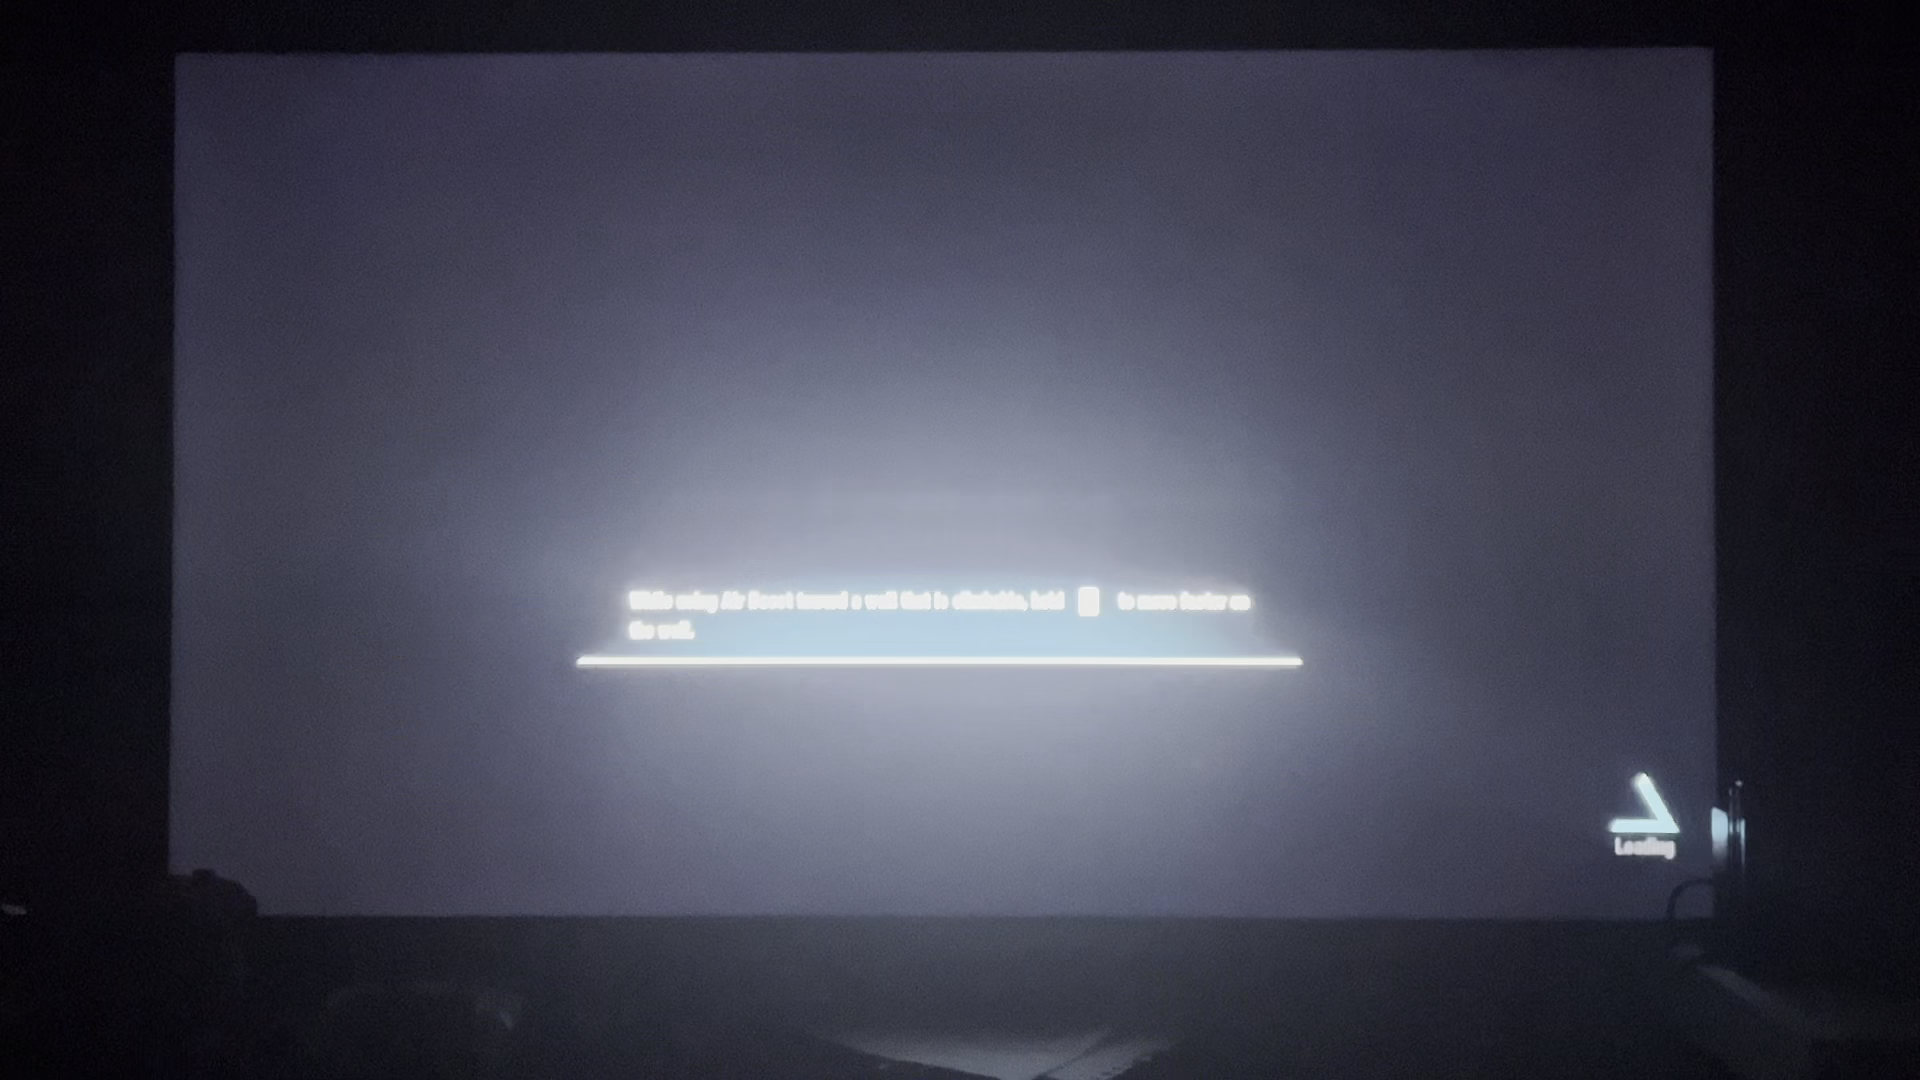 While using Air Boost toward a wall that is climbable, hold to move faster on
the wall.
Loading